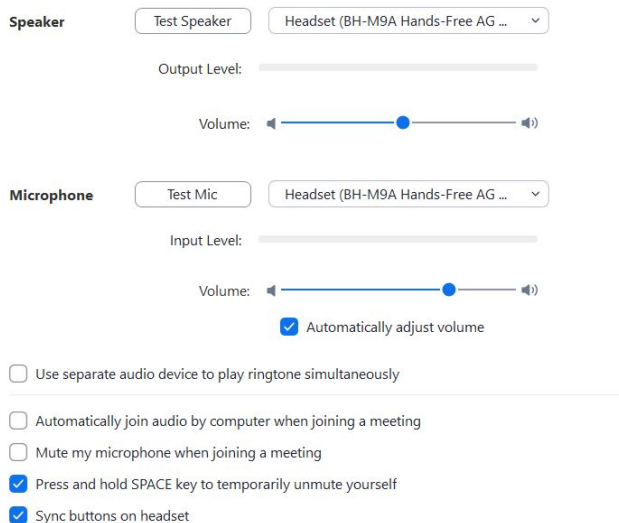 Speaker Test Speaker Headset (BH-M9A Hands-Free AG ...
Output Level:
Volume:
Microphone Test Mic Headset (BH-M9A Hands-Free AG ...
Input Level:
Volume:
Automatically adjust volume
Use separate audio device to play ringtone simultaneously
Automatically join audio by computer when joining a meeting
Mute my microphone when joining a meeting
Press and hold SPACE key to temporarily unmute yourself
Sync buttons on headset